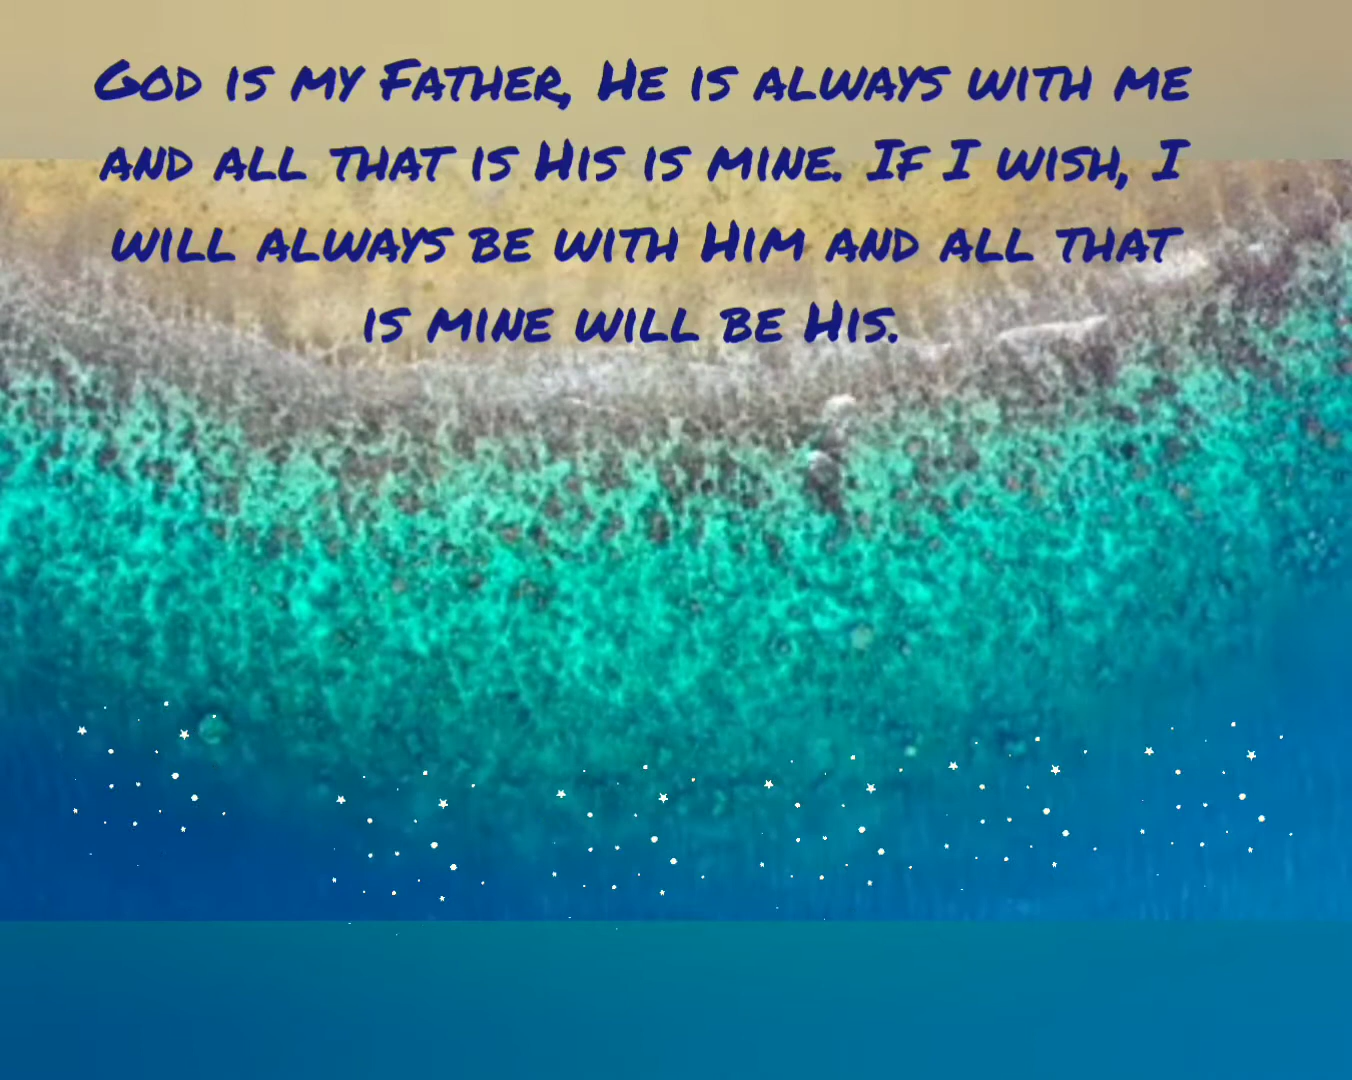 God is my Father, He is always with me
and all that is His is mine. If I wish, I
will always be with Him and all that
is mine will be His.